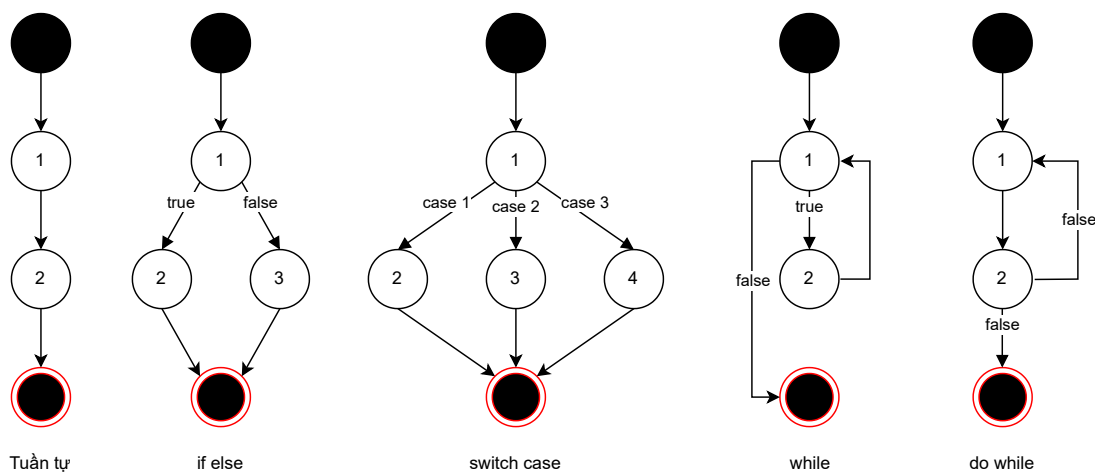 1
2
Tuần tự
1
true
false
2
3
if else
1
case 1
case 2
case 3
2
3
4
switch case
1
true
2
false
while
1
false
2
false
do while